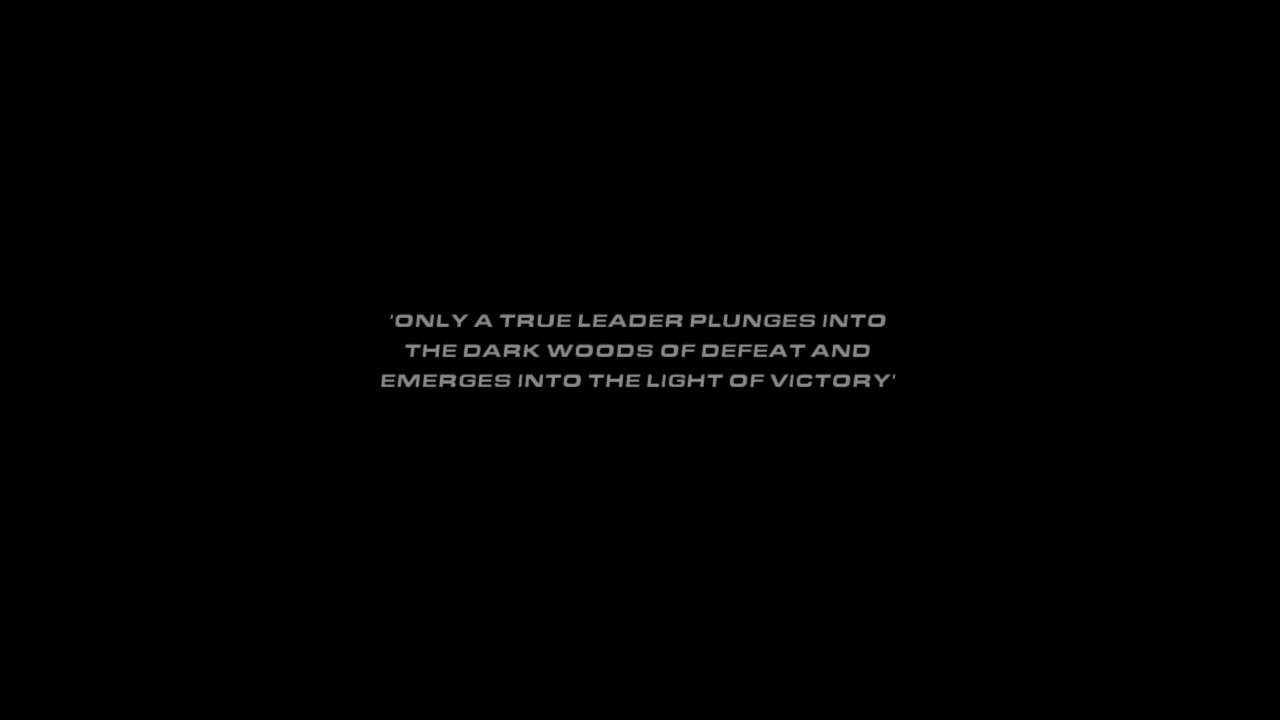 'ONLY A TRUE LEADER PLUNGES INTO
THE DARK WOODS OF DEFEAT AND
EMERGES INTO THE LIGHT OF VICTORY'